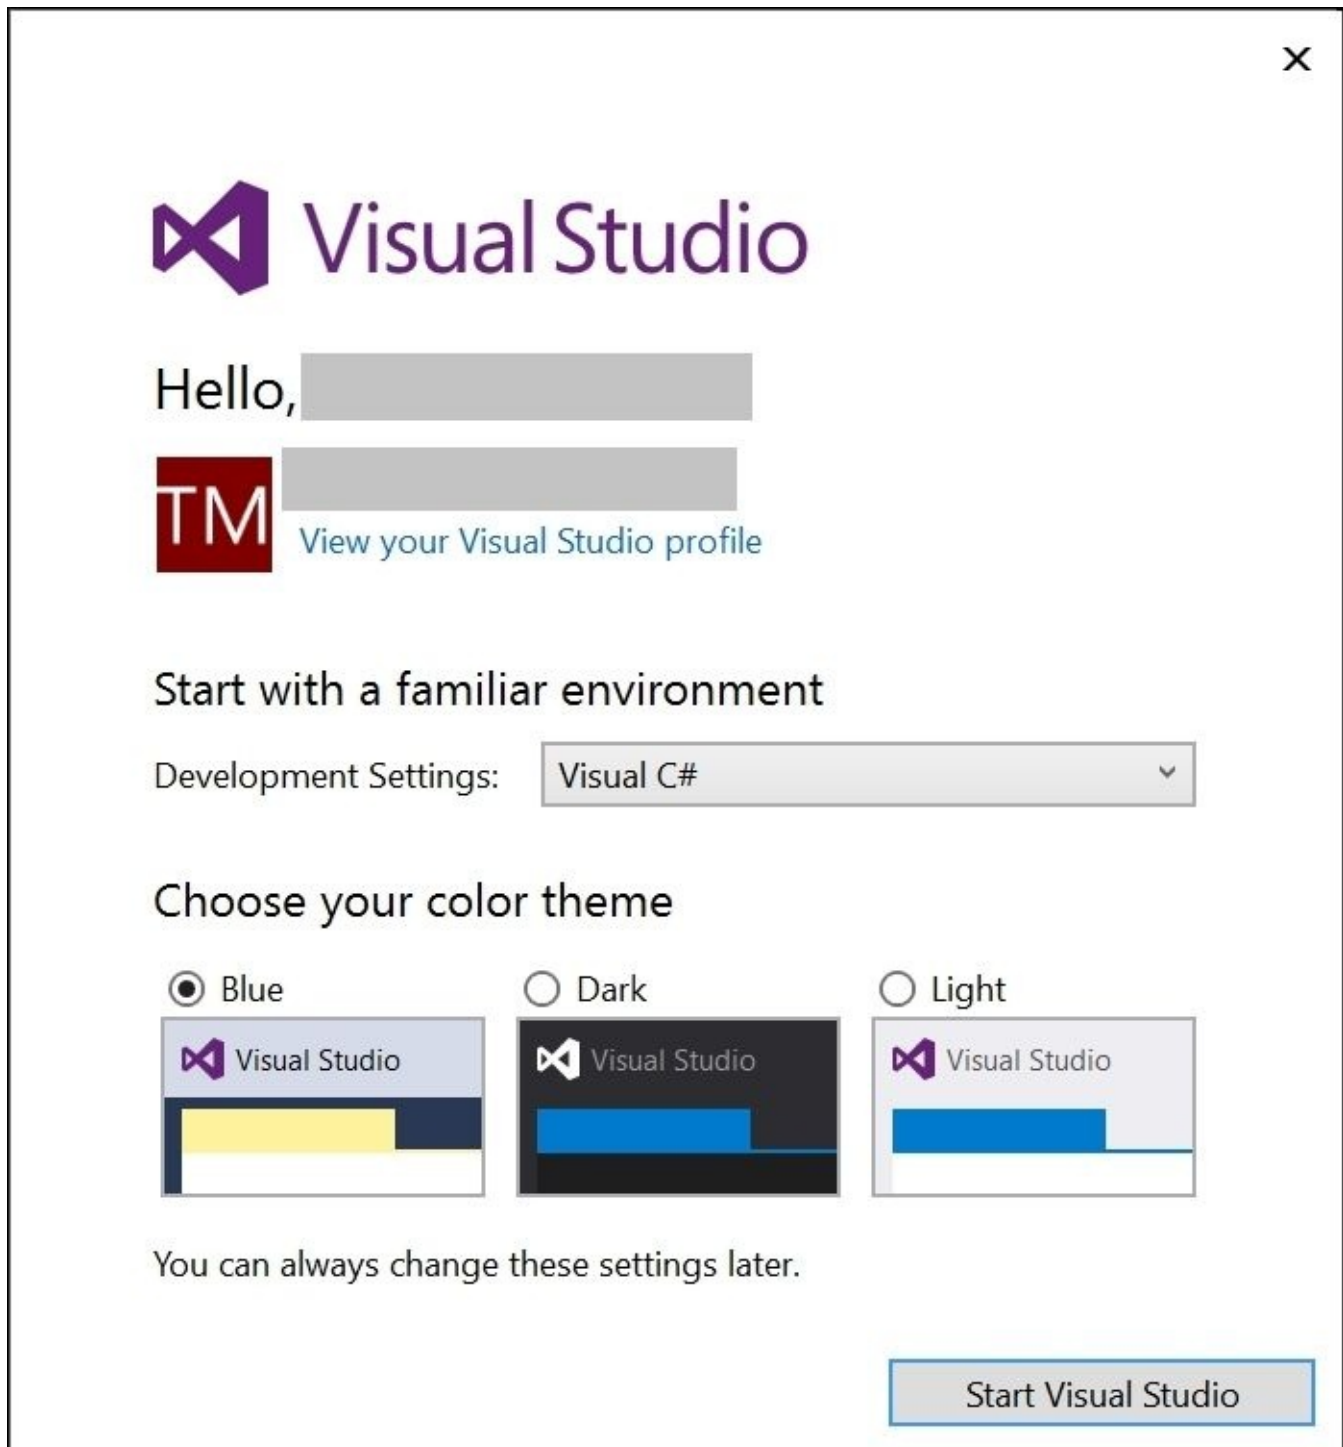 Visual Studio
Hello,
TM
View your Visual Studio profile
Start with a familiar environment
Development Settings: Visual C#
Choose your color theme
Blue Dark Light
Visual Studio Visual Studio Visual Studio
You can always change these settings later.
Start Visual Studio